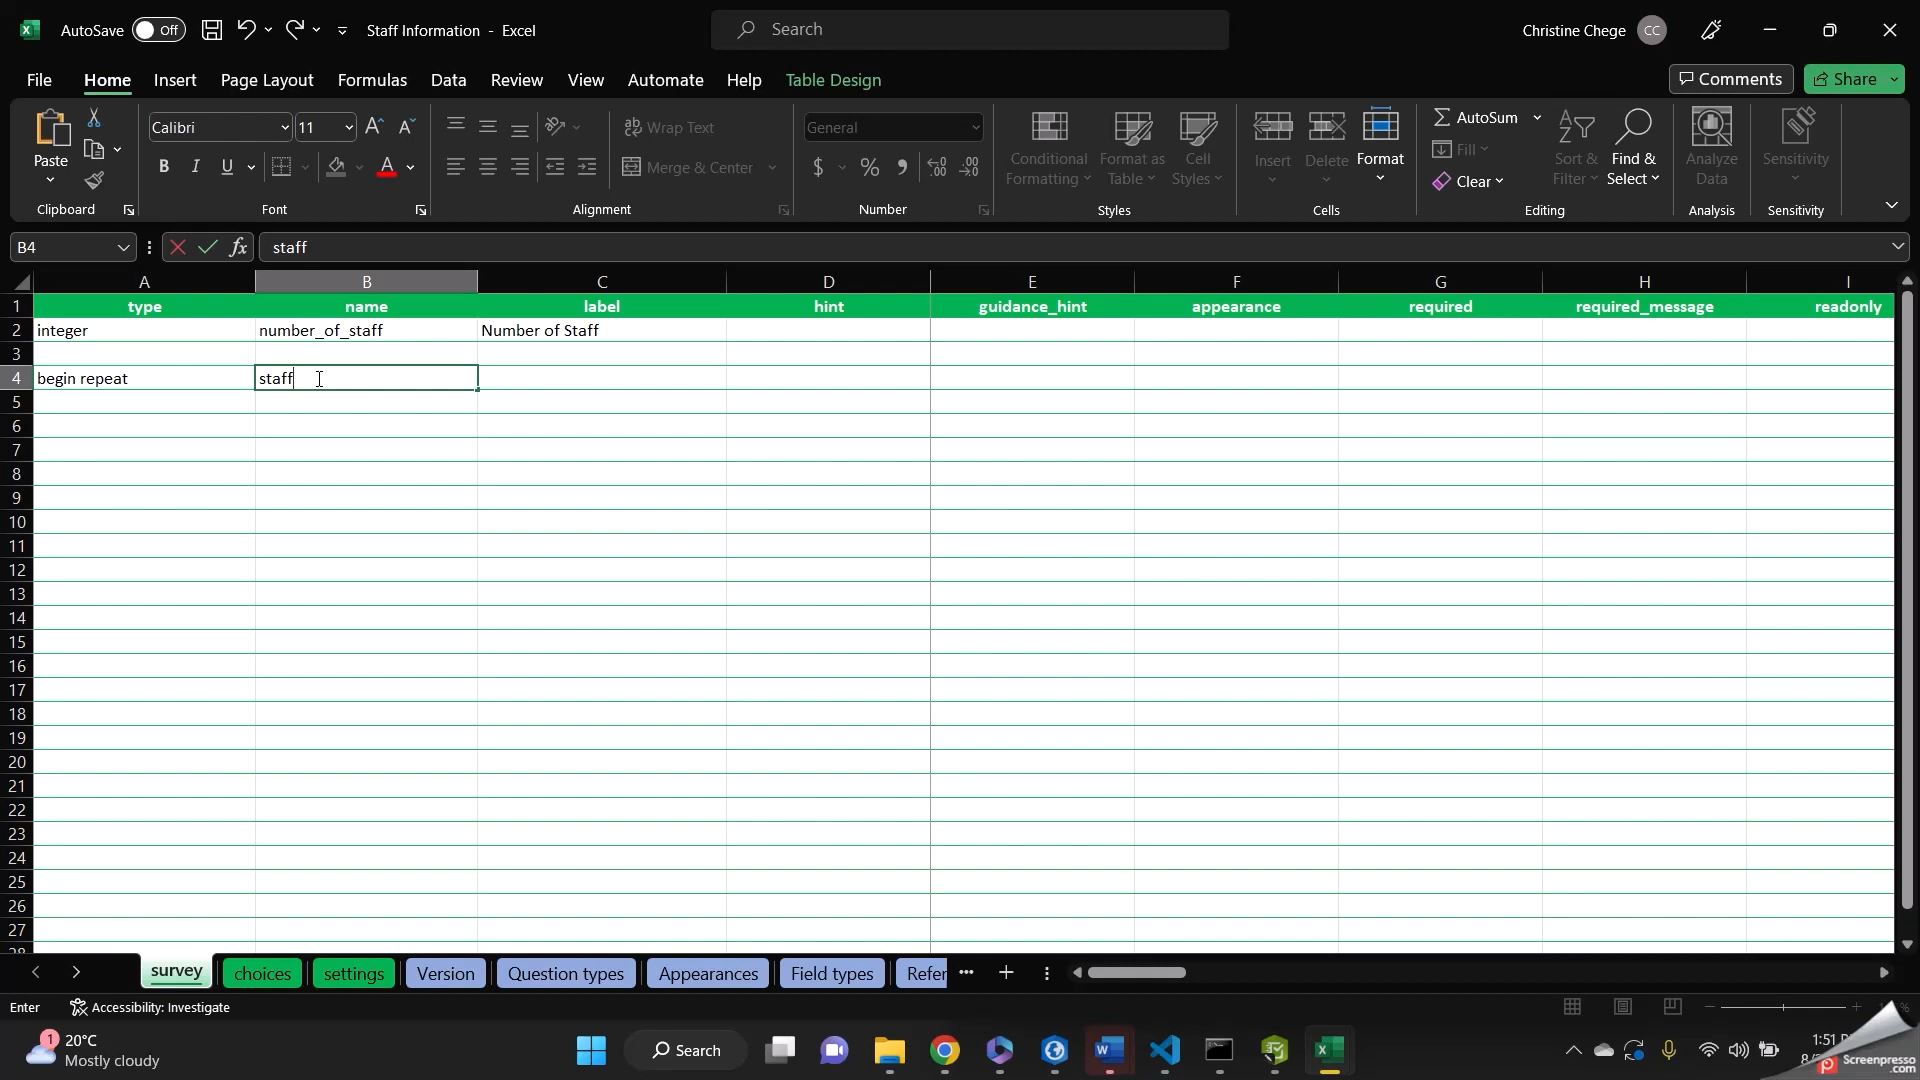 AutoSave Off Staff Information - Excel Search Christine Chege CC
File Home Insert Page Layout Formulas Data Review View Automate Help Table Design Comments Share
Paste
Calibri 11
B I U A
ab Wrap Text
Merge & Center
General
$ %
Conditional Formatting
Format as Table
Cell Styles
Insert Delete Format
AutoSum
Fill
Clear
Sort & Filter
Find & Select
Analyze Data
Sensitivity
Clipboard Font Alignment Number Styles Cells Editing Analysis Sensitivity
B4 fx staff
A B C D E F G H I
1 type name label hint guidance_hint appearance required required_message readonly
2 integer number_of_staff Number of Staff
3
4 begin repeat staff
5
6
7
8
9
10
11
12
13
14
15
16
17
18
19
20
21
22
23
24
25
26
27
survey choices settings Version Question types Appearances Field types Refer
Enter Accessibility: Investigate
1 20°C
Mostly cloudy
Search
1:51
Screenpresso
.com